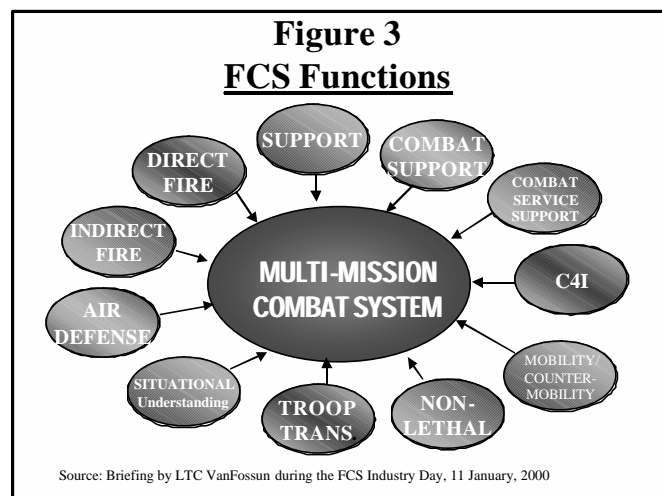 Figure 3
FCS Functions
SUPPORT
COMBAT
SUPPORT
DIRECT
FIRE
COMBAT
SERVICE
SUPPORT
INDIRECT
FIRE
MULTI-MISSION
COMBAT SYSTEM
C4I
AIR
DEFENSE
MOBILITY/
COUNTER-
MOBILITY
SITUATIONAL
Understanding
TROOP
TRANS.
NON-
LETHAL
Source: Briefing by LTC VanFossun during the FCS Industry Day, 11 January, 2000